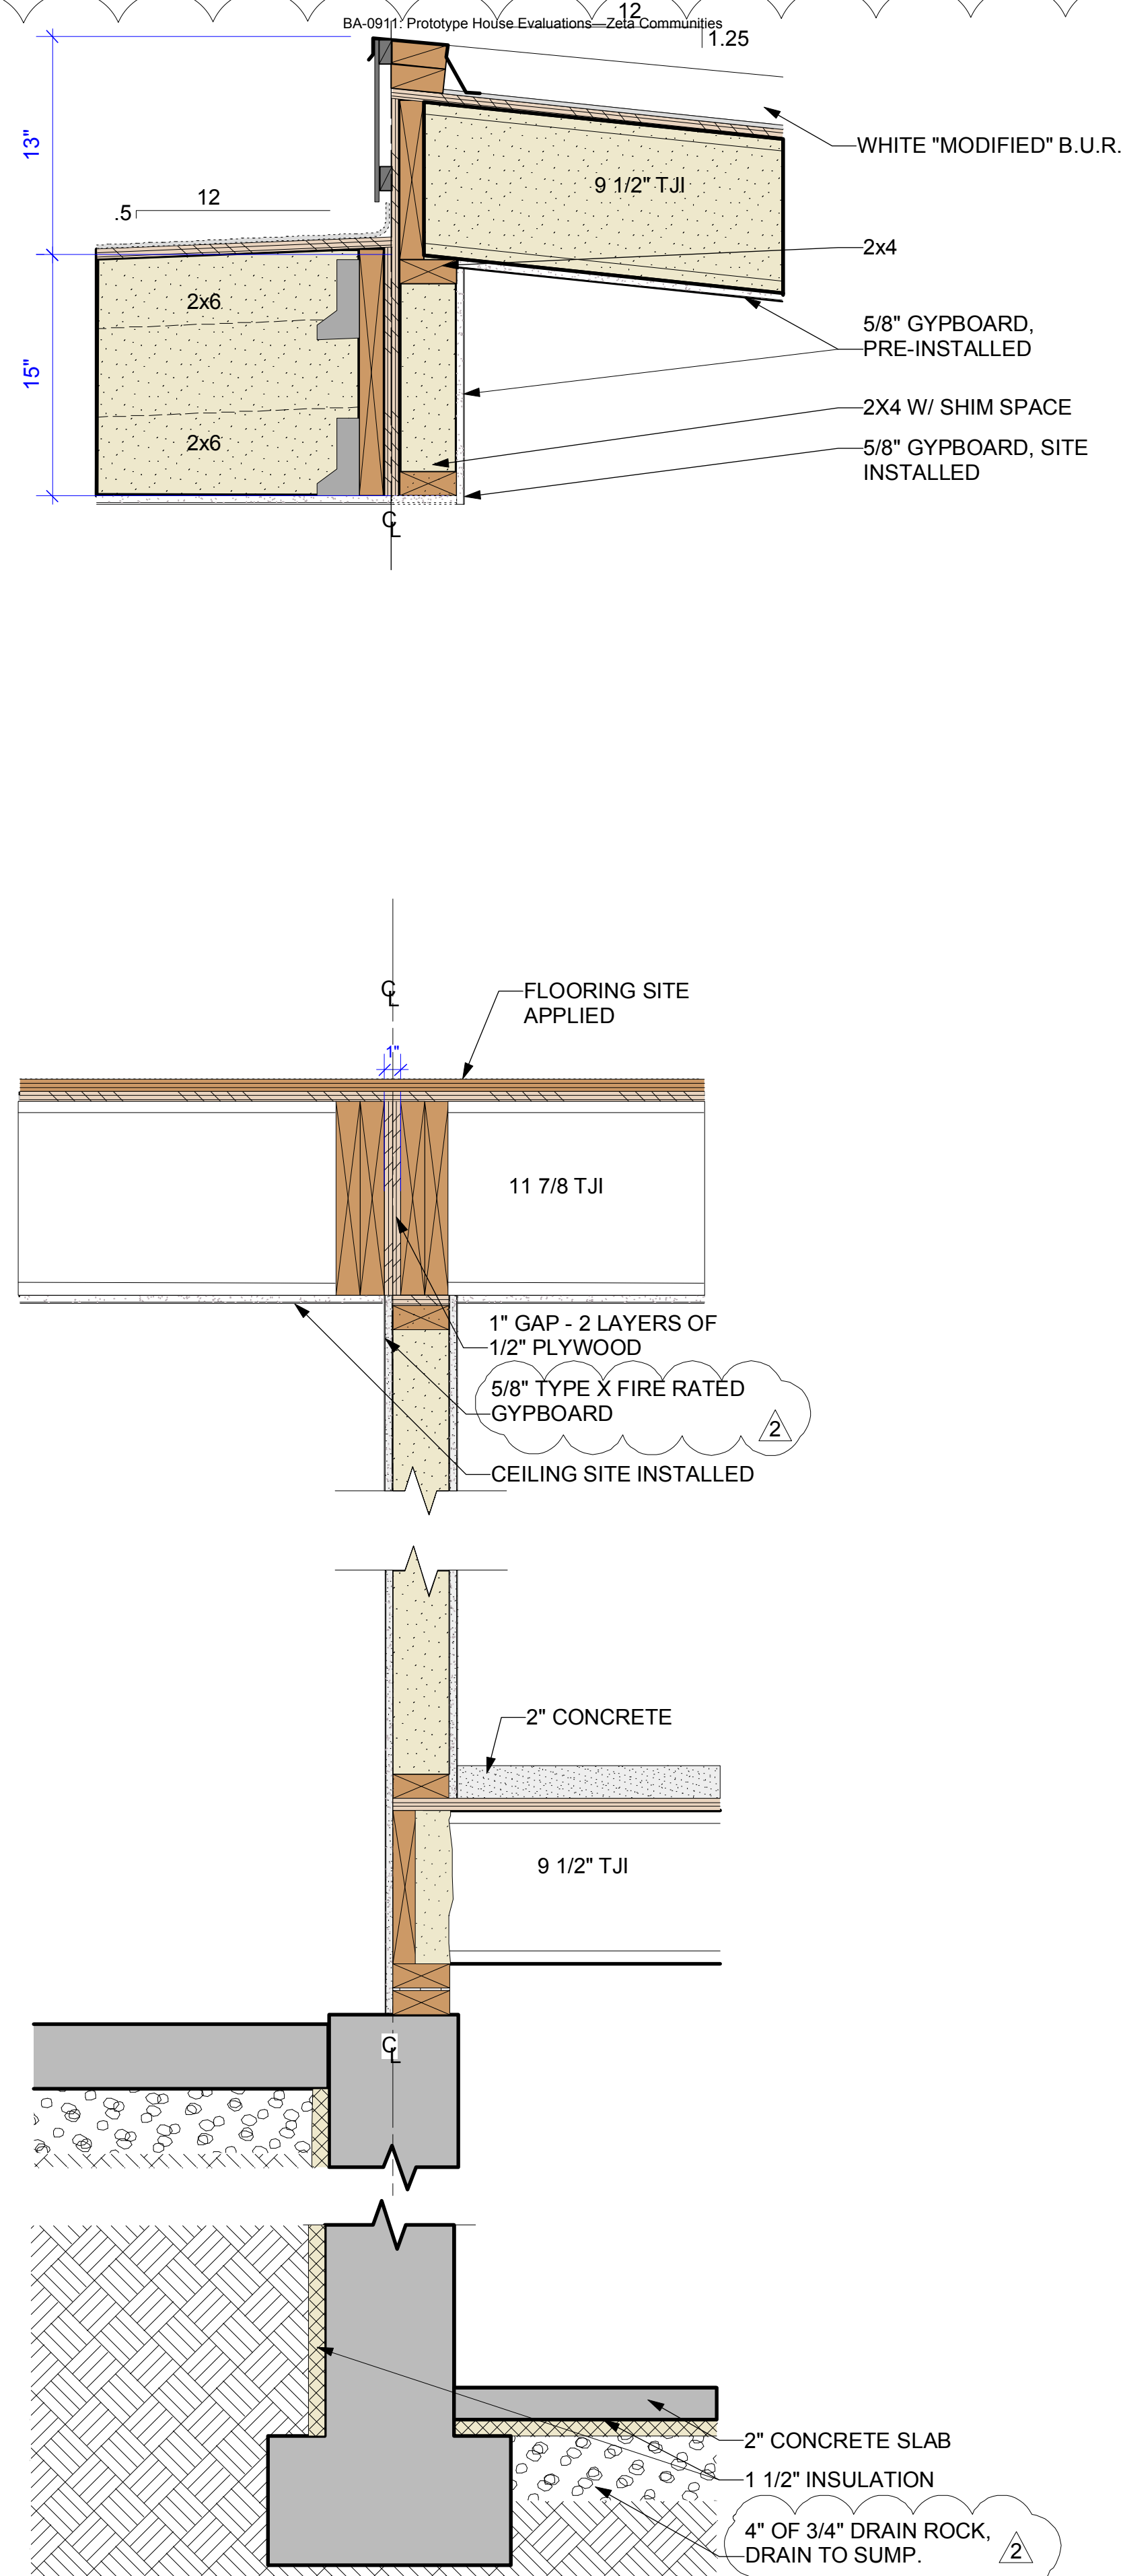 12
BA-0911: Prototype House Evaluations—Zeta Communities
1.25
13"
WHITE "MODIFIED" B.U.R.
9 1/2" TJI
12
.5
2x4
2x6
5/8" GYPBOARD,
PRE-INSTALLED
15"
2X4 W/ SHIM SPACE
2x6
5/8" GYPBOARD, SITE
INSTALLED
CL
CL
FLOORING SITE
APPLIED
1"
11 7/8 TJI
1" GAP - 2 LAYERS OF
1/2" PLYWOOD
5/8" TYPE X FIRE RATED
GYPBOARD
2
CEILING SITE INSTALLED
2" CONCRETE
9 1/2" TJI
CL
2" CONCRETE SLAB
1 1/2" INSULATION
4" OF 3/4" DRAIN ROCK,
DRAIN TO SUMP.
2